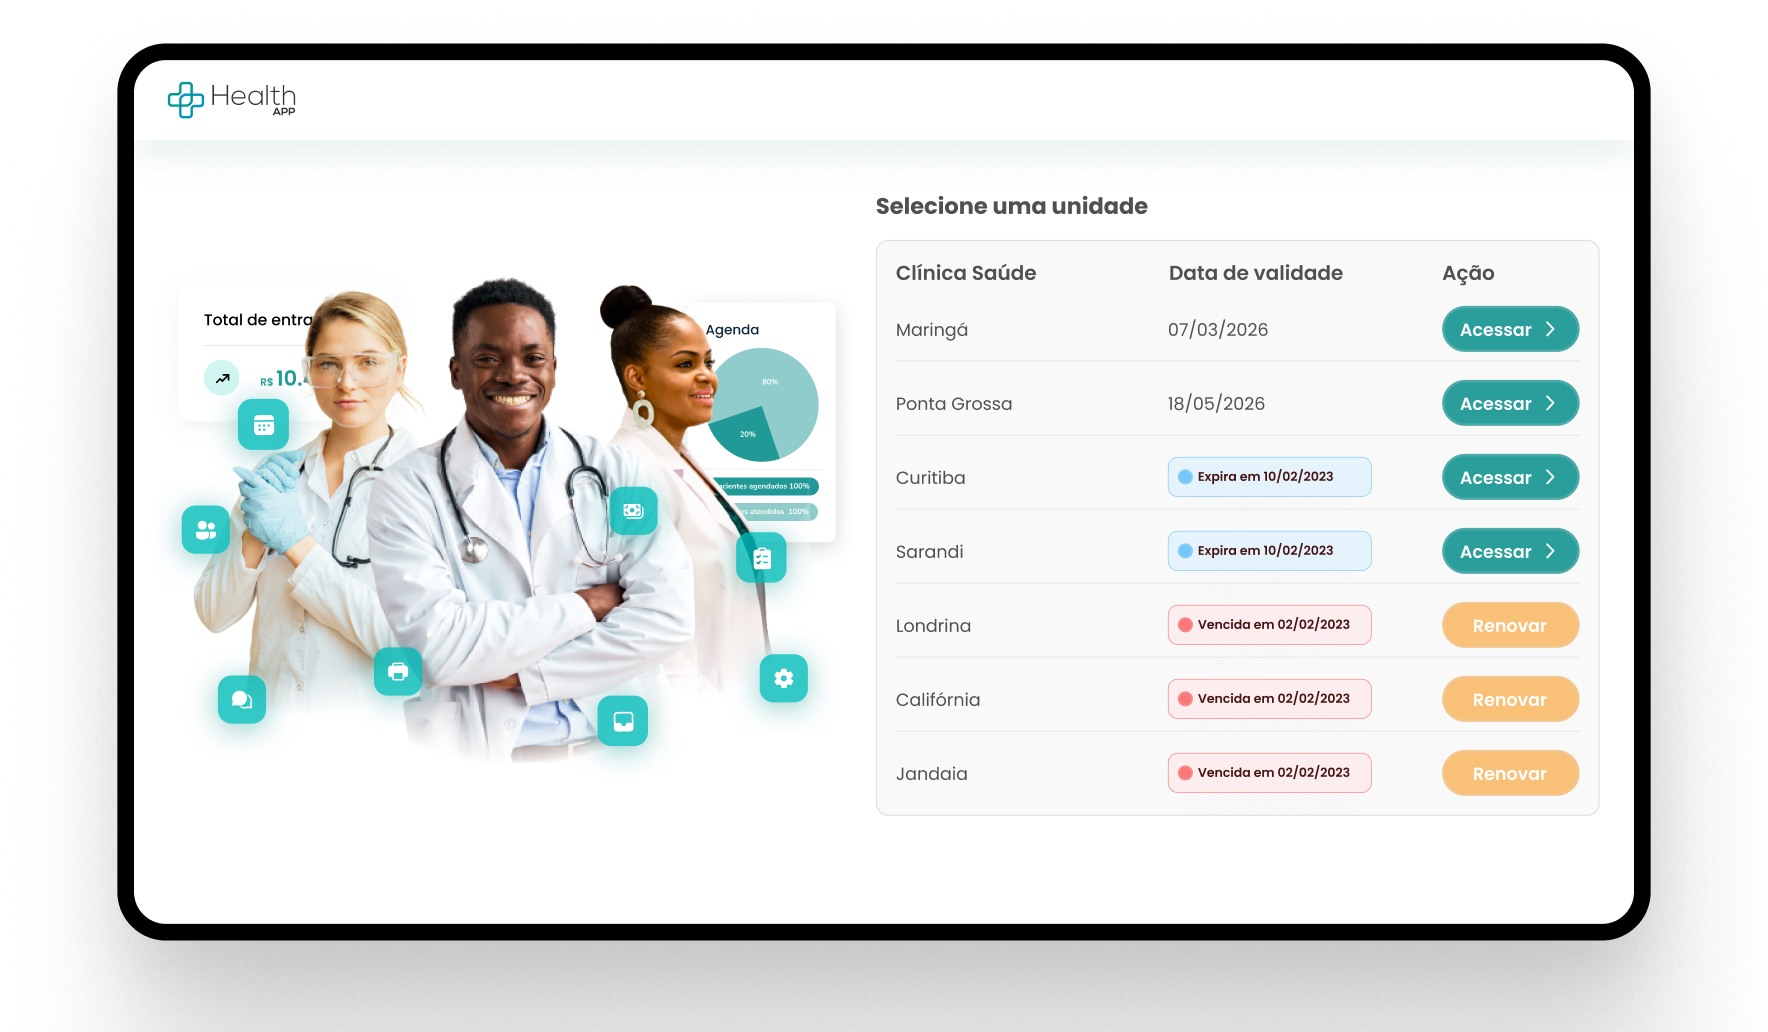 Health
APP
Selecione uma unidade
Clínica Saúde Data de validade Ação
Maringá 07/03/2026 Acessar
Ponta Grossa 18/05/2026 Acessar
Curitiba Expira em 10/02/2023 Acessar
Sarandi Expira em 10/02/2023 Acessar
Londrina Vencida em 02/02/2023 Renovar
Califórnia Vencida em 02/02/2023 Renovar
Jandaia Vencida em 02/02/2023 Renovar
Total de
R$
Agenda
80%
20%
agendados 100%
atendidos 100%